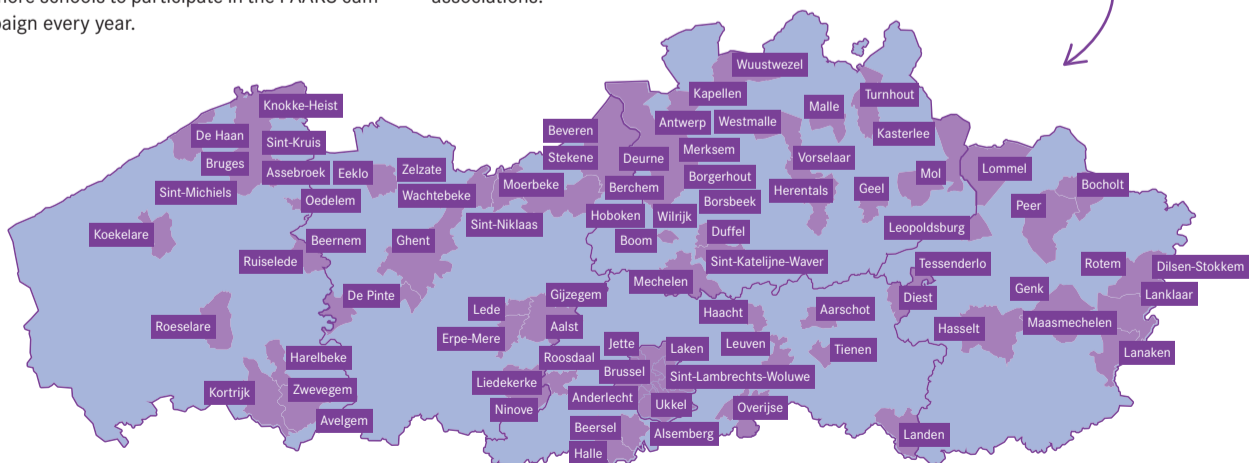 paign every year.
associations.
Wuustwezel
Kapellen
Turnhout
Knokke-Heist
Malle
Antwerp
Westmalle
Beveren
De Haan
Sint-Kruis
Kasterlee
Merksem
Stekene
Deurne
Vorselaar
Bruges
Lommel
Assebroek
Eeklo
Zelzate
Mol
Borgerhout
Moerbeke
Bocholt
Sint-Michiels
Wachtebeke
Berchem
Herentals
Geel
Oedelem
Borsbeek
Peer
Sint-Niklaas
Hoboken
Wilrijk
Leopoldsburg
Koekelare
Beernem
Ghent
Boom
Duffel
Ruiselede
Sint-Katelijne-Waver
Tessenderlo
Rotem
Dilsen-Stokkem
Mechelen
De Pinte
Gijzegem
Genk
Lanklaar
Diest
Lede
Haacht
Aarschot
Roeselare
Aalst
Hasselt
Maasmechelen
Erpe-Mere
Jette
Laken
Leuven
Tienen
Lanaken
Harelbeke
Roosdaal
Brussel
Sint-Lambrechts-Woluwe
Liedekerke
Kortrijk
Zwevegem
Anderlecht
Ukkel
Overijse
Ninove
Avelgem
Beersel
Alsemberg
Landen
Halle